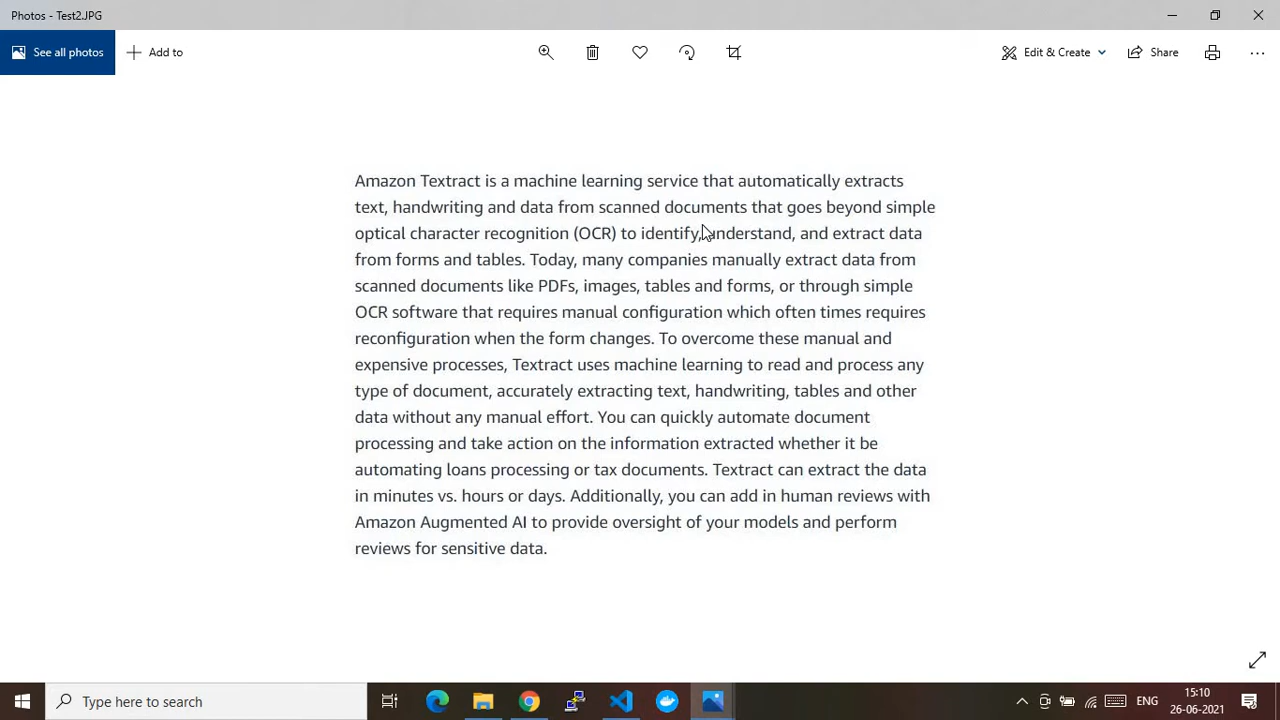 Photos - Test2.JPG
See all photos
Add to
Edit & Create
Share
Amazon Textract is a machine learning service that automatically extracts
text, handwriting and data from scanned documents that goes beyond simple
optical character recognition (OCR) to identify, understand, and extract data
from forms and tables. Today, many companies manually extract data from
scanned documents like PDFs, images, tables and forms, or through simple
OCR software that requires manual configuration which often times requires
reconfiguration when the form changes. To overcome these manual and
expensive processes, Textract uses machine learning to read and process any
type of document, accurately extracting text, handwriting, tables and other
data without any manual effort. You can quickly automate document
processing and take action on the information extracted whether it be
automating loans processing or tax documents. Textract can extract the data
in minutes vs. hours or days. Additionally, you can add in human reviews with
Amazon Augmented AI to provide oversight of your models and perform
reviews for sensitive data.
Type here to search
ENG
15:10
26-06-2021